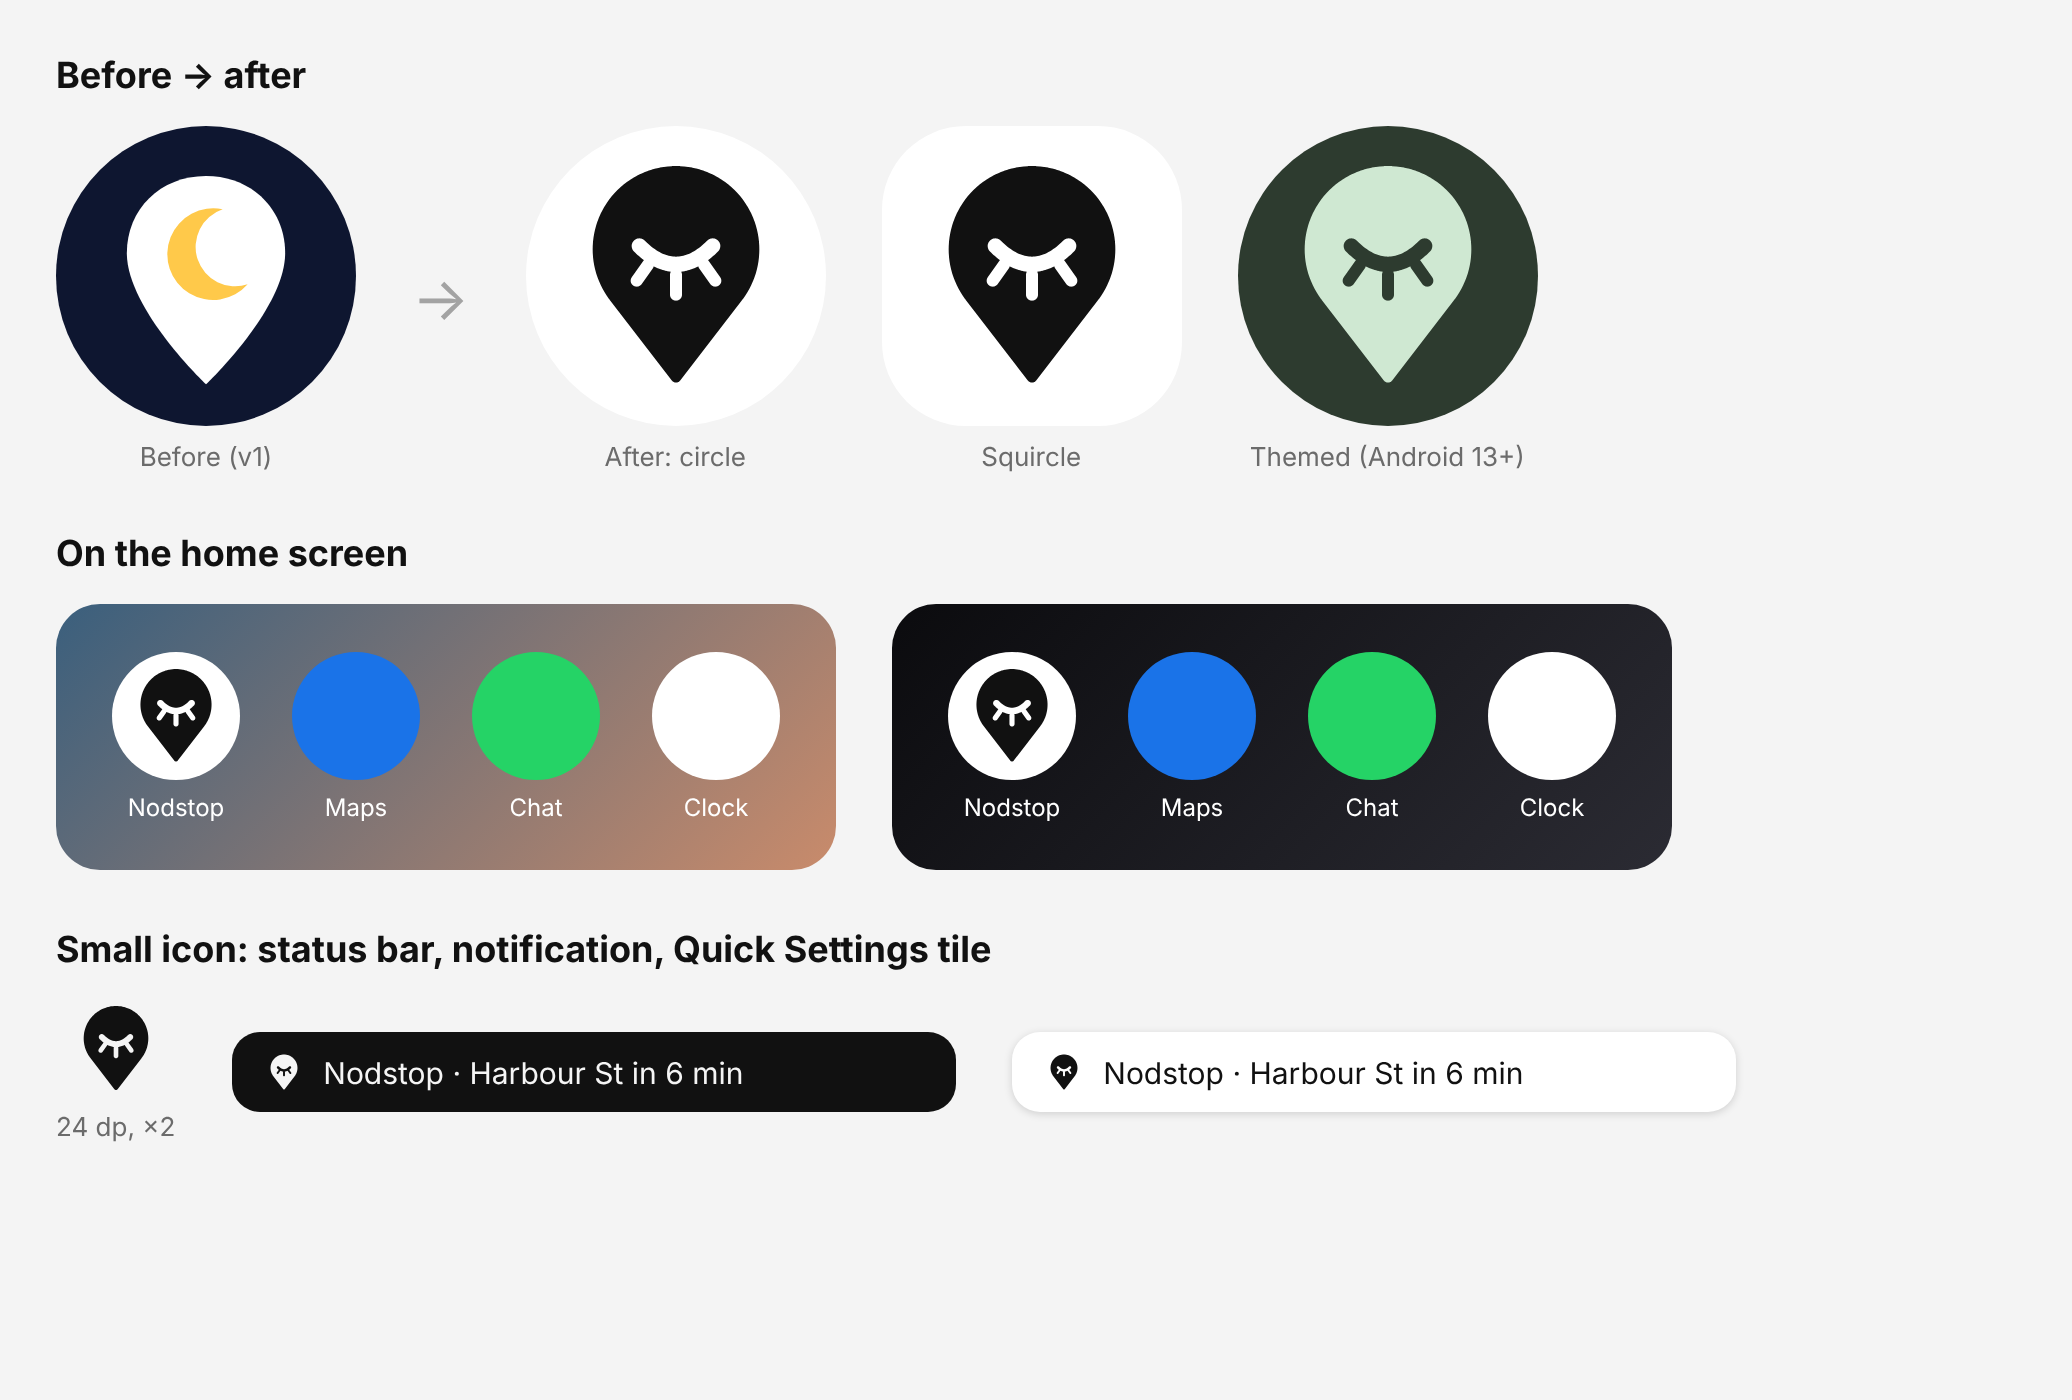 Before → after
Before (v1)
→
After: circle
Squircle
Themed (Android 13+)
On the home screen
Nodstop
Maps
Chat
Clock
Nodstop
Maps
Chat
Clock
Small icon: status bar, notification, Quick Settings tile
Nodstop · Harbour St in 6 min
Nodstop · Harbour St in 6 min
24 dp, ×2